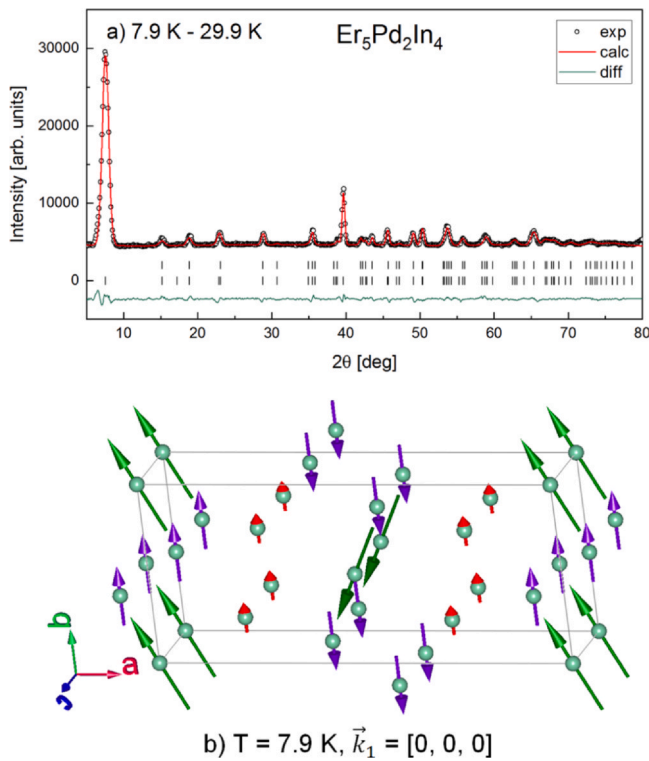 a) 7.9 K - 29.9 K
Er₅Pd₂In₄
exp
calc
diff
30000
20000
10000
0
Intensity [arb. units]
10 20 30 40 50 60 70 80
2θ [deg]
b
a
c
b) T = 7.9 K, k⃗₁ = [0, 0, 0]